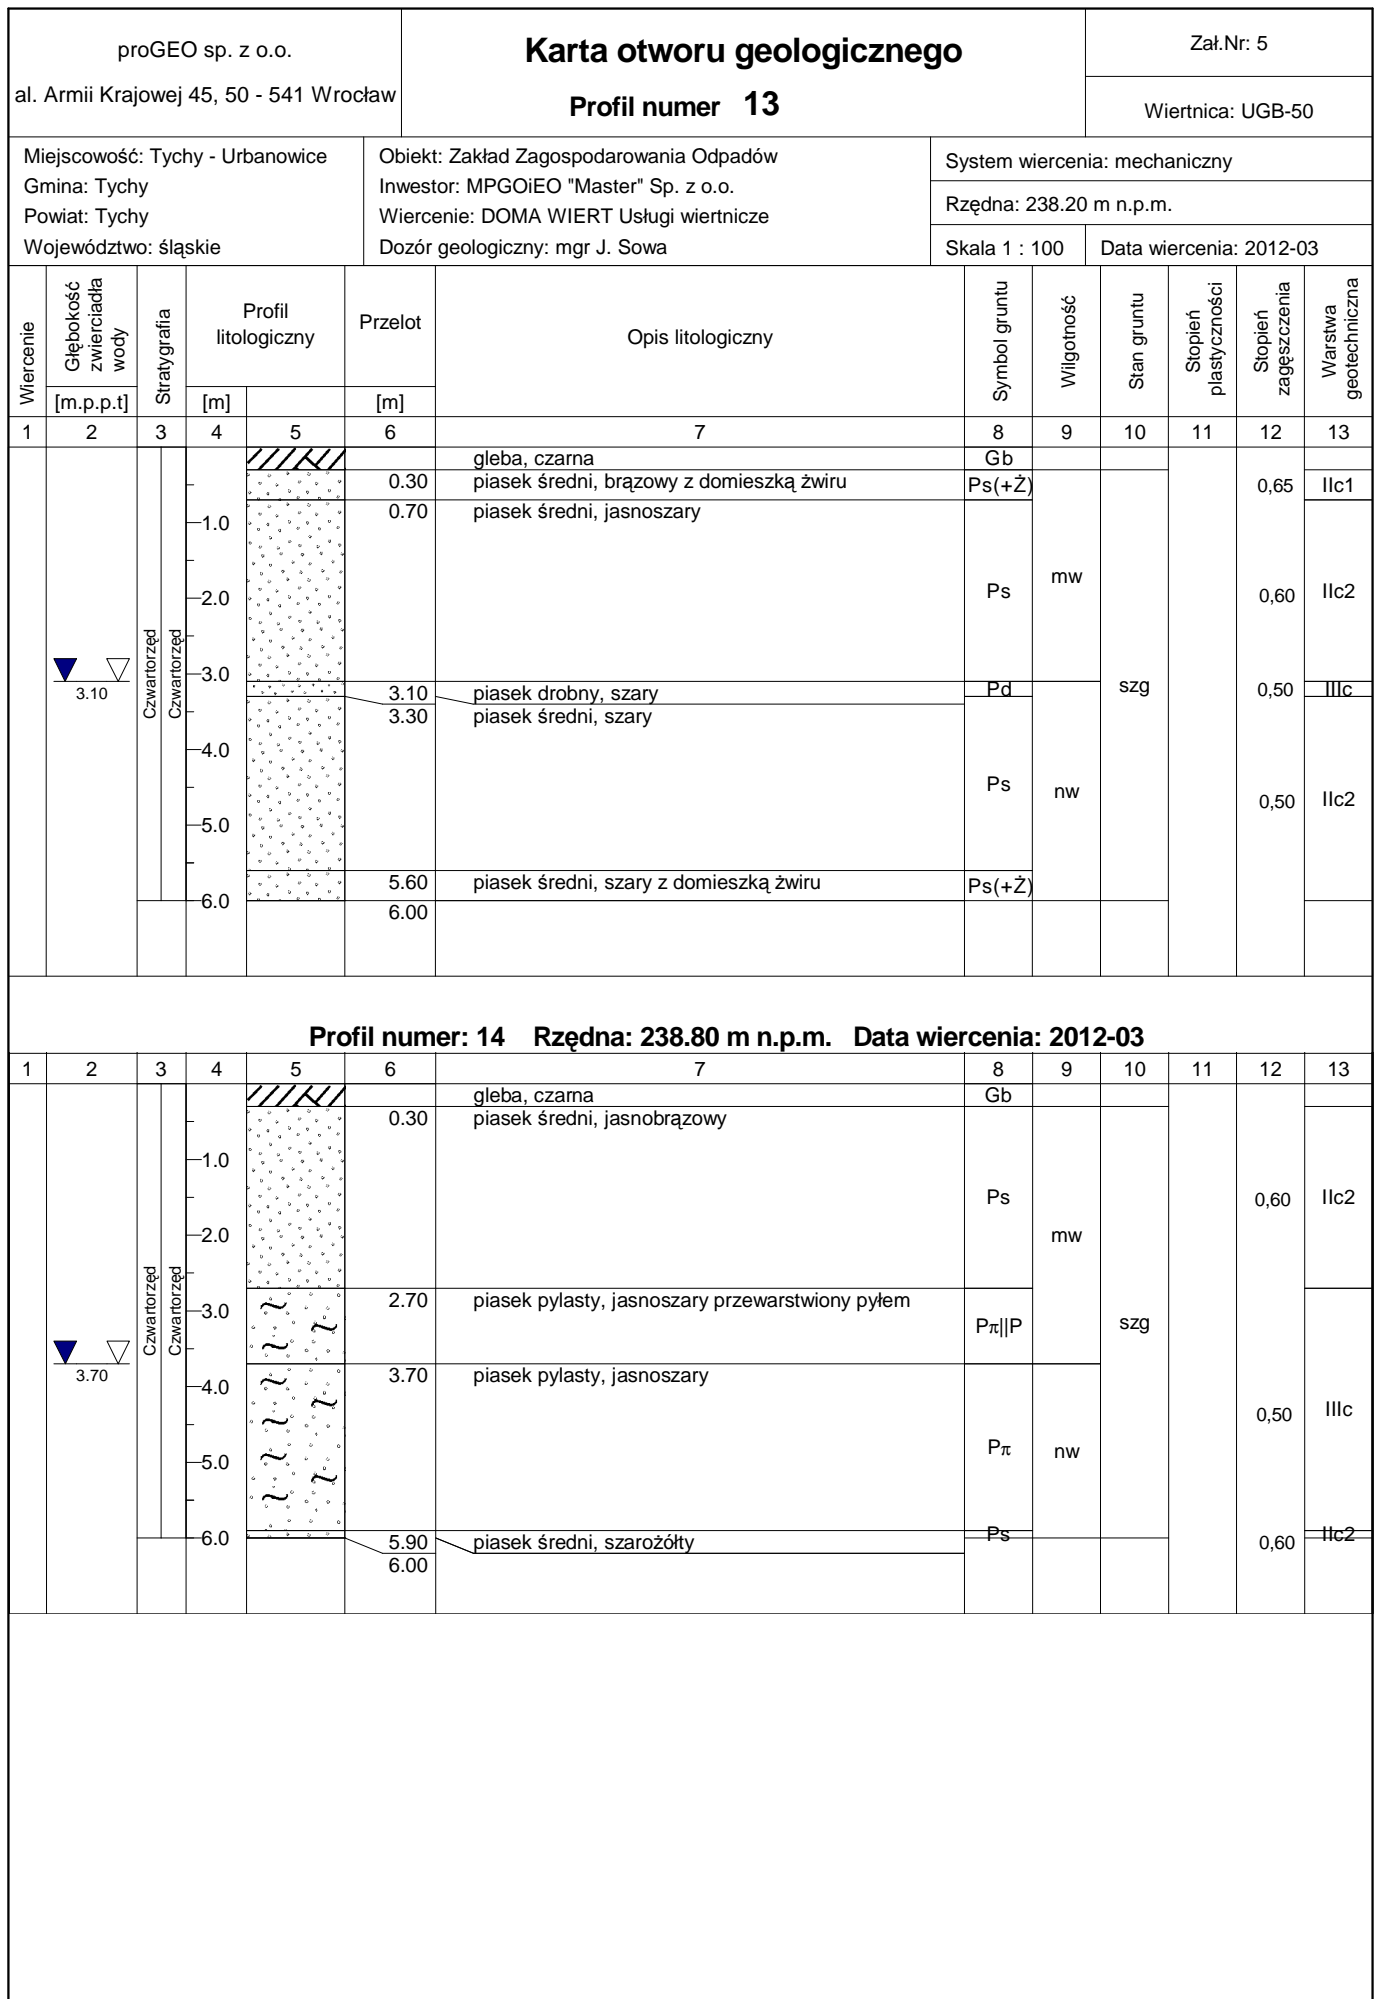 proGEO sp. z o.o.
al. Armii Krajowej 45, 50 - 541 Wrocław
Karta otworu geologicznego
Profil numer 13
Zał.Nr: 5
Wiertnica: UGB-50
Miejscowość: Tychy - Urbanowice
Gmina: Tychy
Powiat: Tychy
Województwo: śląskie
Obiekt: Zakład Zagospodarowania Odpadów
Inwestor: MPGOiEO "Master" Sp. z o.o.
Wiercenie: DOMA WIERT Usługi wiertnicze
Dozór geologiczny: mgr J. Sowa
System wiercenia: mechaniczny
Rzędna: 238.20 m n.p.m.
Skala 1 : 100 Data wiercenia: 2012-03
Wiercenie
Głębokość
zwierciadła
wody
[m.p.p.t]
Stratygrafia
Profil
litologiczny
[m]
Przelot
[m]
Opis litologiczny
Symbol gruntu
Wilgotność
Stan gruntu
Stopień
plastyczności
Stopień
zagęszczenia
Warstwa
geotechniczna
1 2 3 4 5 6 7 8 9 10 11 12 13
gleba, czarna Gb
0.30 piasek średni, brązowy z domieszką żwiru Ps(+Ż) 0,65 IIc1
0.70 piasek średni, jasnoszary
1.0
mw
2.0 Ps 0,60 IIc2
Czwartorzęd
Czwartorzęd
3.0
3.10
3.10 piasek drobny, szary Pd szg 0,50 IIIc
3.30 piasek średni, szary
4.0
Ps nw 0,50 IIc2
5.0
5.60 piasek średni, szary z domieszką żwiru Ps(+Ż)
6.0
6.00
Profil numer: 14 Rzędna: 238.80 m n.p.m. Data wiercenia: 2012-03
1 2 3 4 5 6 7 8 9 10 11 12 13
gleba, czarna Gb
0.30 piasek średni, jasnobrązowy
1.0
Ps 0,60 IIc2
2.0 mw
Czwartorzęd
Czwartorzęd
2.70 piasek pylasty, jasnoszary przewarstwiony pyłem
3.0
Pπ||P szg
3.70
3.70 piasek pylasty, jasnoszary
4.0
0,50 IIIc
Pπ nw
5.0
6.0
5.90 piasek średni, szarożółty Ps 0,60 IIc2
6.00